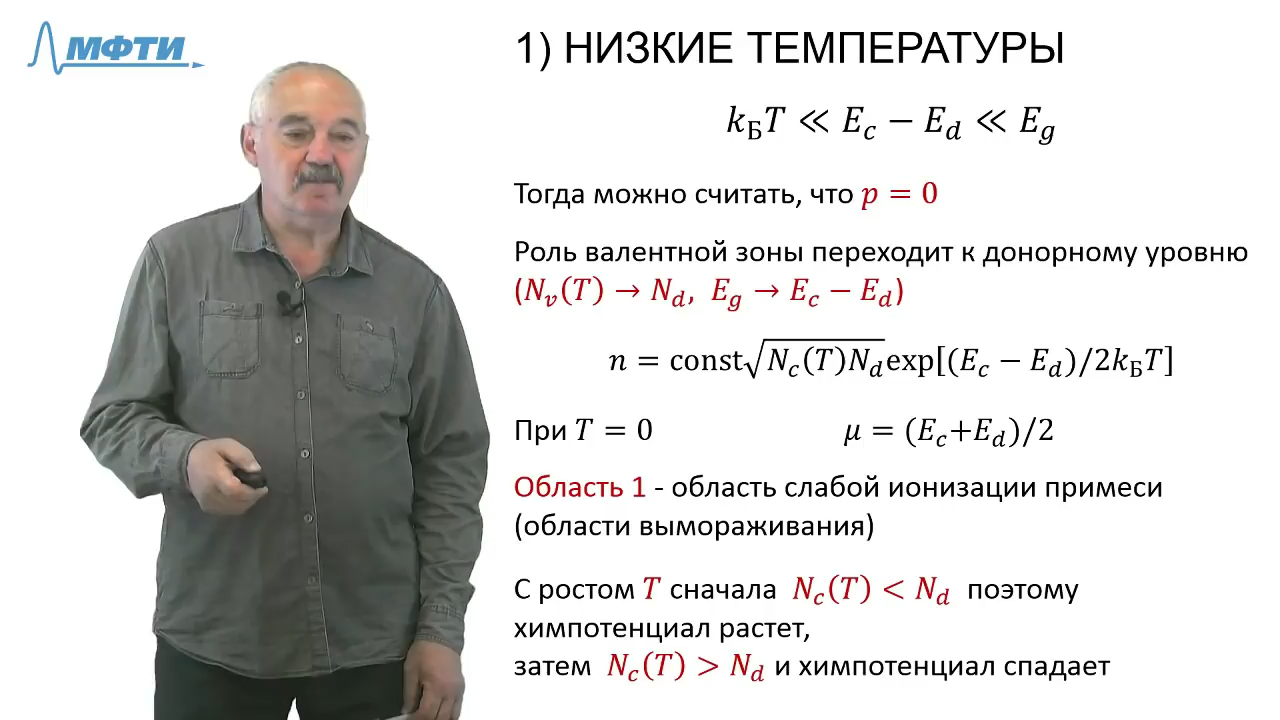 МФТИ
1) НИЗКИЕ ТЕМПЕРАТУРЫ
k_Б T ≪ E_c − E_d ≪ E_g
Тогда можно считать, что p = 0
Роль валентной зоны переходит к донорному уровню
(N_v(T) → N_d, E_g → E_c − E_d)
n = const√(N_c(T)N_d) exp[(E_c − E_d)/2k_Б T]
При T = 0 μ = (E_c+E_d)/2
Область 1 - область слабой ионизации примеси
(области вымораживания)
С ростом T сначала N_c(T) < N_d поэтому
химпотенциал растет,
затем N_c(T) > N_d и химпотенциал спадает